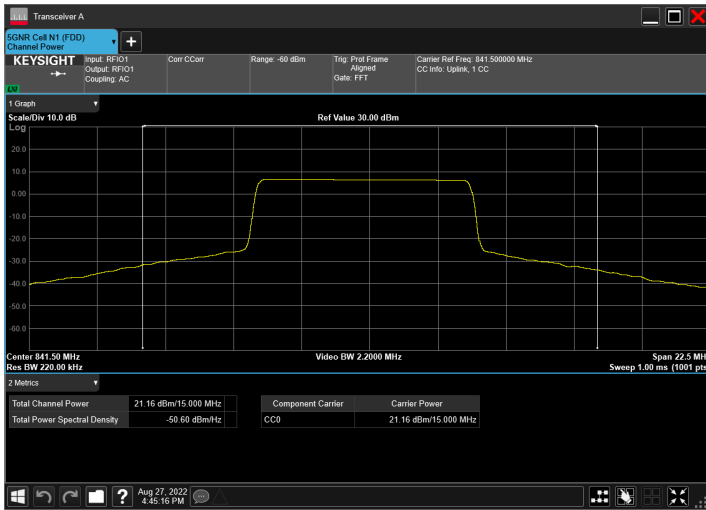 Transceiver A
5GNR Cell N1 (FDD)
Channel Power
+
KEYSIGHT
LXI
Input: RFIO1
Output: RFIO1
Coupling: AC
Corr CCorr
Range: -60 dBm
Trig: Prot Frame
Aligned
Gate: FFT
Carrier Ref Freq: 841.500000 MHz
CC Info: Uplink, 1 CC
1 Graph
Scale/Div 10.0 dB
Ref Value 30.00 dBm
Log
20.0
10.0
0.00
-10.0
-20.0
-30.0
-40.0
-50.0
-60.0
Center 841.50 MHz
Video BW 2.2000 MHz
Span 22.5 MH
Res BW 220.00 kHz
Sweep 1.00 ms (1001 pts
2 Metrics
Total Channel Power 21.16 dBm/15.000 MHz
Total Power Spectral Density -50.60 dBm/Hz
Component Carrier Carrier Power
CC0 21.16 dBm/15.000 MHz
?
Aug 27, 2022
4:45:16 PM